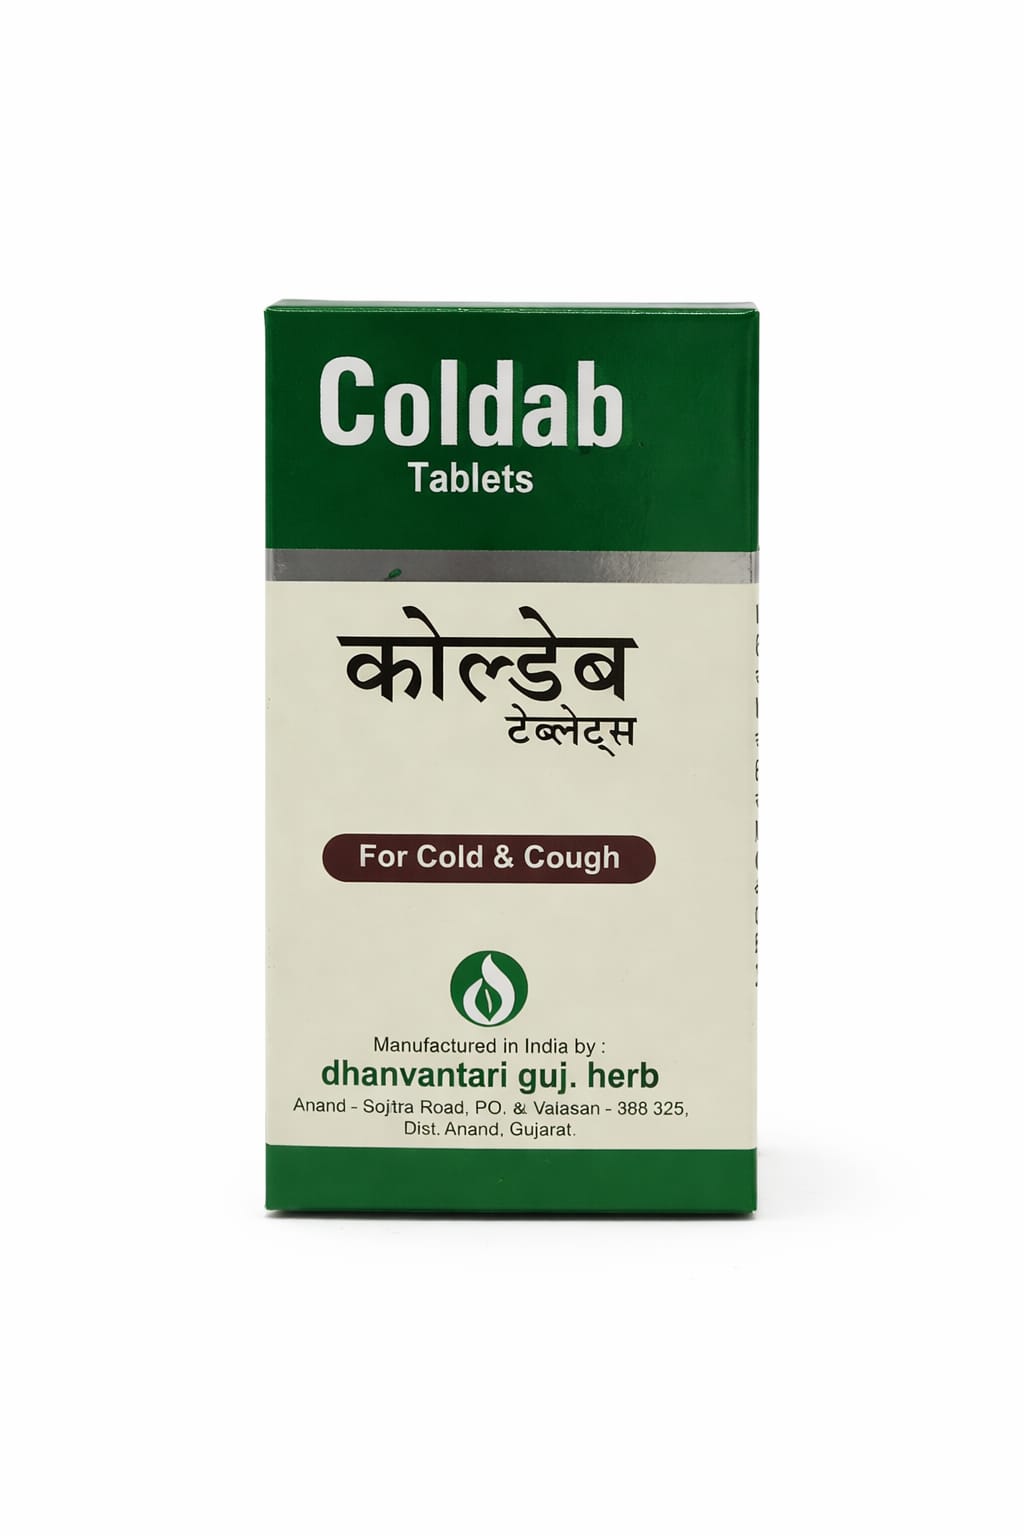 Coldab
Tablets
कोल्डेब
टेब्लेट्स
For Cold & Cough
Manufactured in India by :
dhanvantari guj. herb
Anand - Sojitra Road, PO. & Valasan - 388 325,
Dist. Anand, Gujarat.